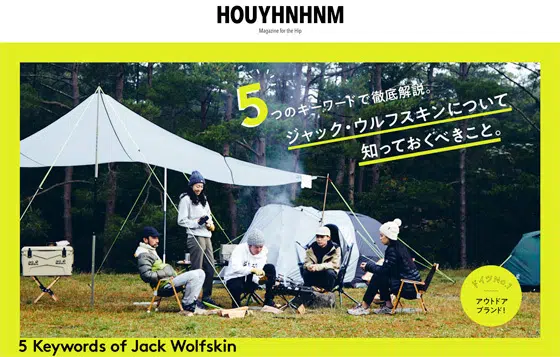 HOUYHNHNM
Magazine for the Hip
5つのキーワードで徹底解説。
ジャック・ウルフスキンについて
知っておくべきこと。
ドイツNo.1
アウトドア
ブランド!
5 Keywords of Jack Wolfskin